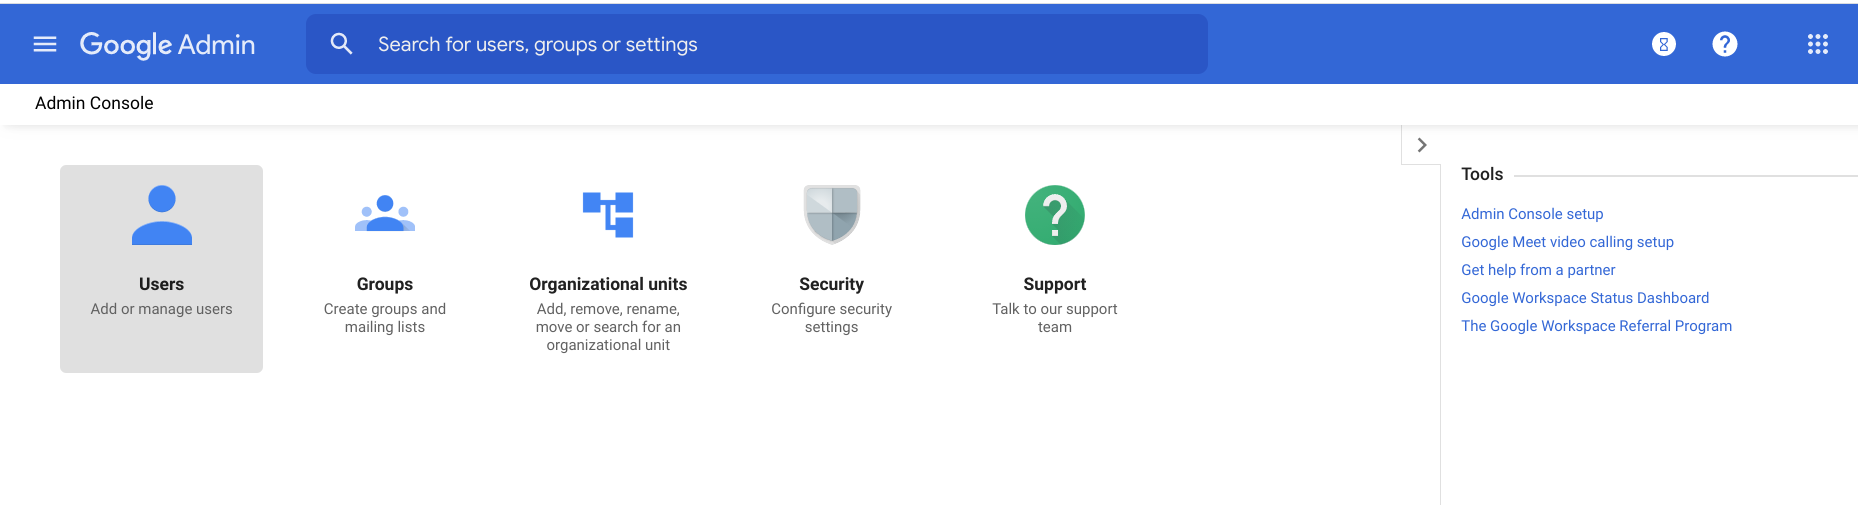 Google Admin
Search for users, groups or settings
Admin Console
Users
Add or manage users
Groups
Create groups and
mailing lists
Organizational units
Add, remove, rename,
move or search for an
organizational unit
Security
Configure security
settings
Support
Talk to our support
team
Tools
Admin Console setup
Google Meet video calling setup
Get help from a partner
Google Workspace Status Dashboard
The Google Workspace Referral Program